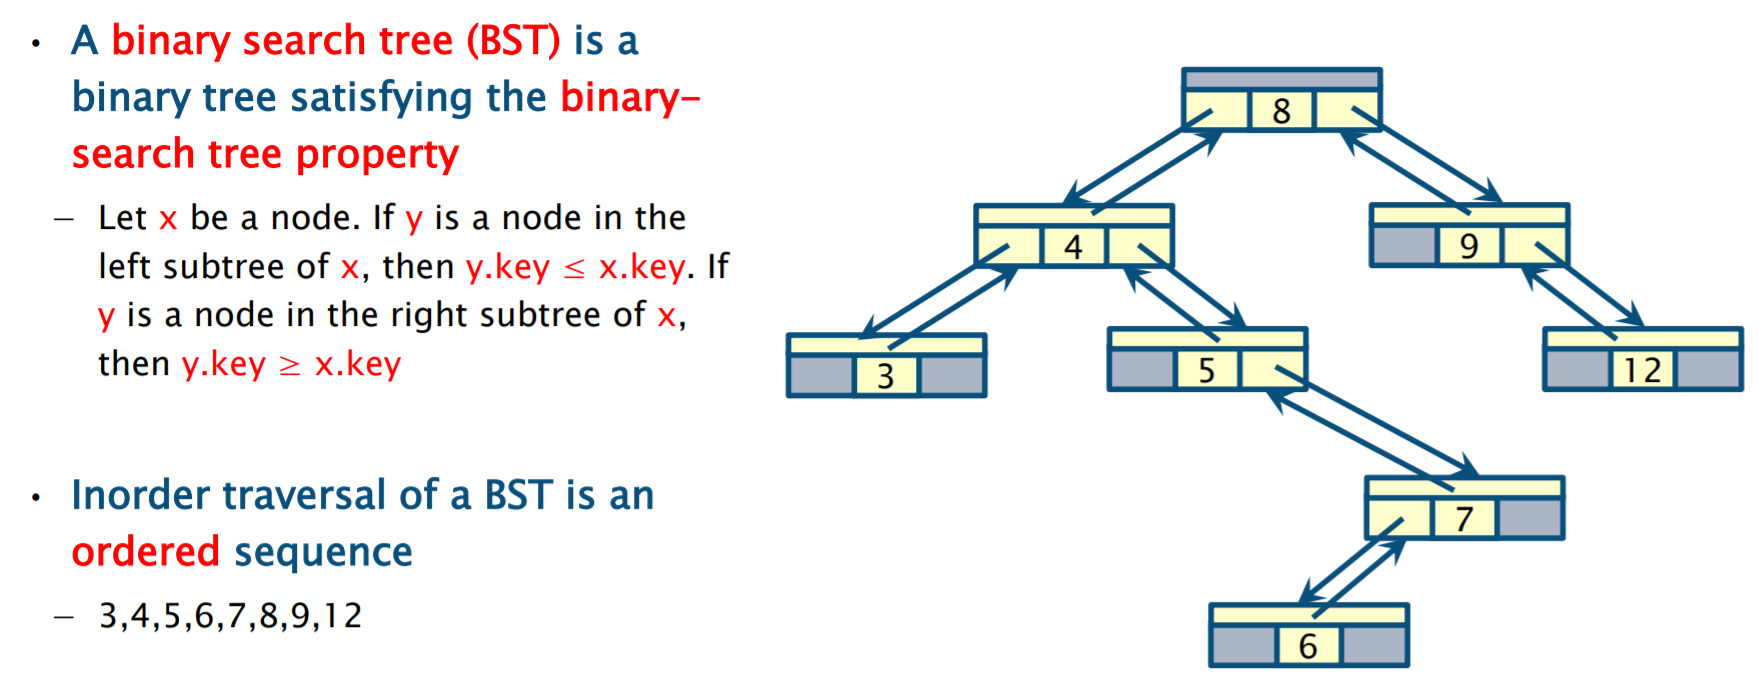 • A binary search tree (BST) is a
binary tree satisfying the binary-
search tree property
– Let x be a node. If y is a node in the
left subtree of x, then y.key ≤ x.key. If
y is a node in the right subtree of x,
then y.key ≥ x.key
• Inorder traversal of a BST is an
ordered sequence
– 3,4,5,6,7,8,9,12
8
4
9
3
5
12
7
6